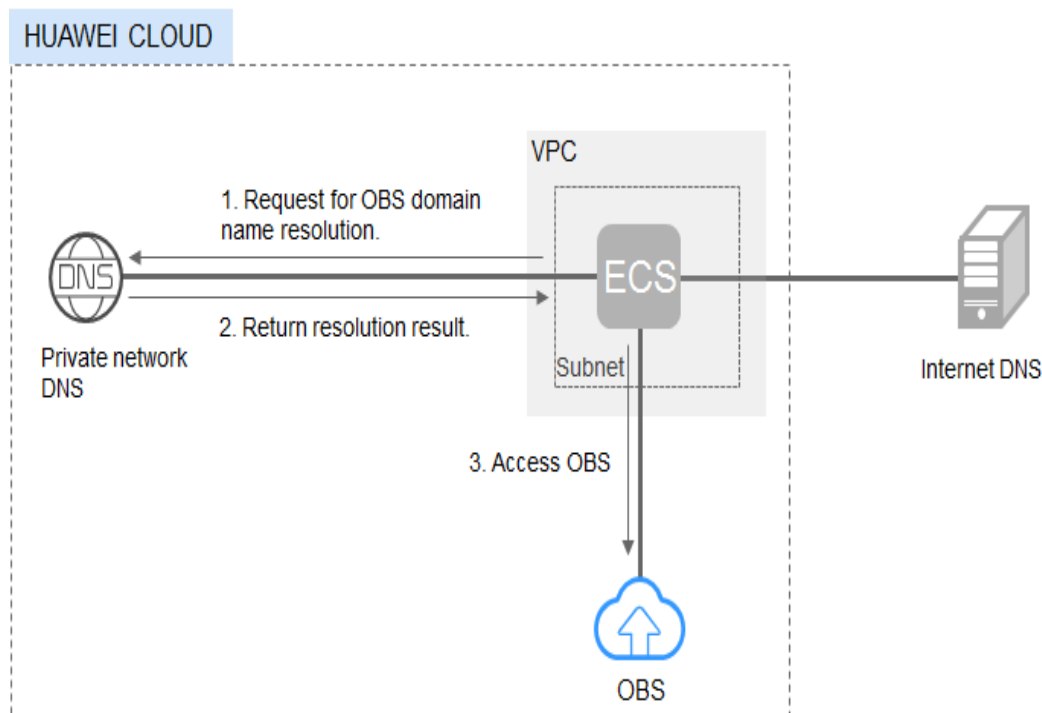 HUAWEI CLOUD
VPC
1. Request for OBS domain
name resolution.
DNS
ECS
2. Return resolution result.
Private network
DNS
Subnet
Internet DNS
3. Access OBS
OBS